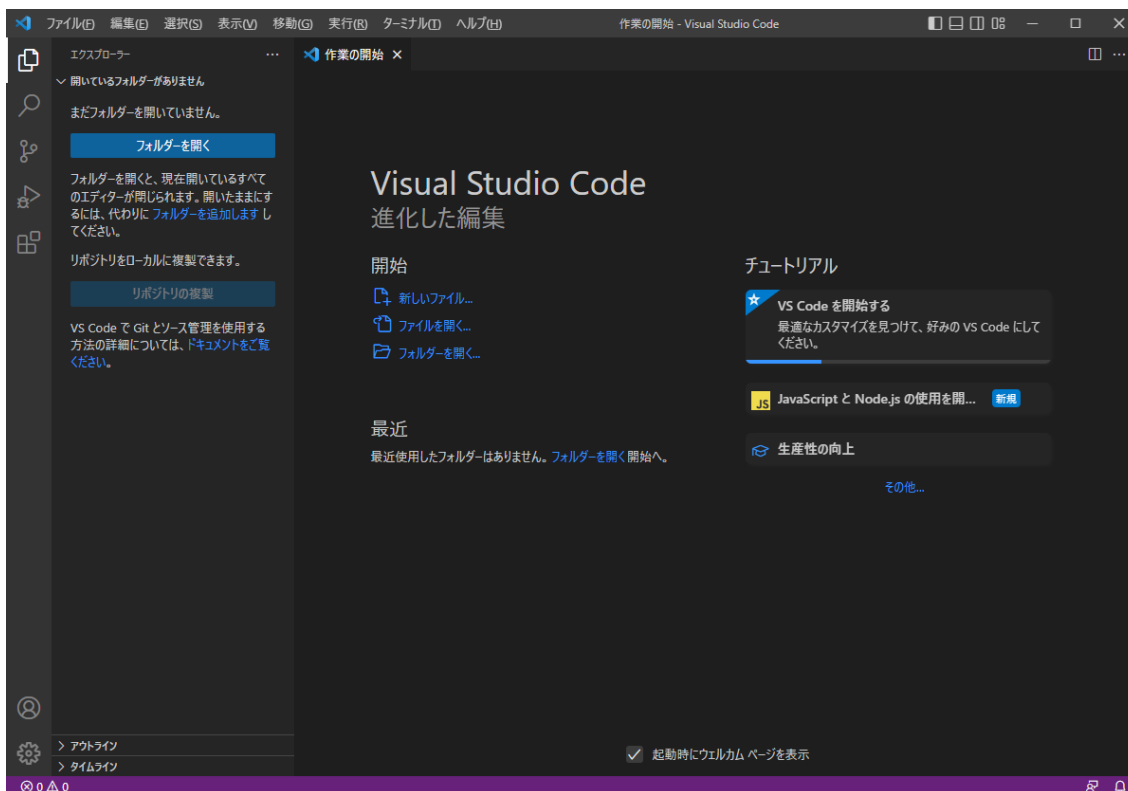 ファイル(F) 編集(E) 選択(S) 表示(V) 移動(G) 実行(R) ターミナル(T) ヘルプ(H) 作業の開始 - Visual Studio Code
エクスプローラー
作業の開始
開いているフォルダーがありません
まだフォルダーを開いていません。
フォルダーを開く
フォルダーを開くと、現在開いているすべて
のエディターが閉じられます。開いたままにす
るには、代わりに フォルダーを追加します し
てください。
リポジトリをローカルに複製できます。
リポジトリの複製
VS Code で Git とソース管理を使用する
方法の詳細については、ドキュメントをご覧
ください。
アウトライン
タイムライン
Visual Studio Code
進化した編集
開始
新しいファイル...
ファイルを開く...
フォルダーを開く...
最近
最近使用したフォルダーはありません。フォルダーを開く 開始へ。
チュートリアル
VS Code を開始する
最適なカスタマイズを見つけて、好みの VS Code にして
ください。
JS JavaScript と Node.js の使用を開... 新規
生産性の向上
その他...
起動時にウェルカム ページを表示
0 0